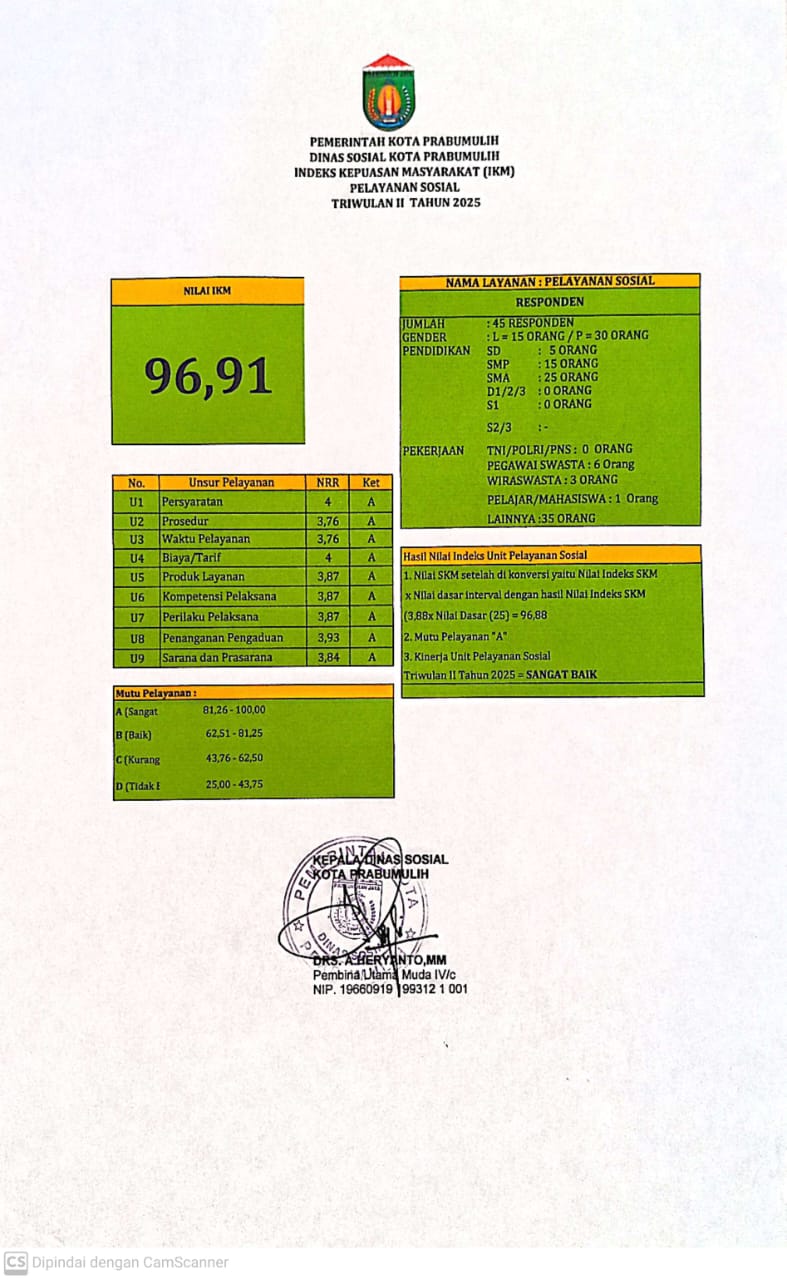 PEMERINTAH KOTA PRABUMULIH
DINAS SOSIAL KOTA PRABUMULIH
INDEKS KEPUASAN MASYARAKAT (IKM)
PELAYANAN SOSIAL
TRIWULAN II TAHUN 2025
NILAI IKM
96,91
NAMA LAYANAN : PELAYANAN SOSIAL
RESPONDEN
JUMLAH : 45 RESPONDEN
GENDER : L = 15 ORANG / P = 30 ORANG
PENDIDIKAN SD : 5 ORANG
SMP : 15 ORANG
SMA : 25 ORANG
D1/2/3 : 0 ORANG
S1 : 0 ORANG
S2/3 : -
PEKERJAAN TNI/POLRI/PNS : 0 ORANG
PEGAWAI SWASTA : 6 Orang
WIRASWASTA : 3 ORANG
PELAJAR/MAHASISWA : 1 Orang
LAINNYA :35 ORANG
No. Unsur Pelayanan NRR Ket
U1 Persyaratan 4 A
U2 Prosedur 3,76 A
U3 Waktu Pelayanan 3,76 A
U4 Biaya/Tarif 4 A
U5 Produk Layanan 3,87 A
U6 Kompetensi Pelaksana 3,87 A
U7 Perilaku Pelaksana 3,87 A
U8 Penanganan Pengaduan 3,93 A
U9 Sarana dan Prasarana 3,84 A
Hasil Nilai Indeks Unit Pelayanan Sosial
1. Nilai SKM setelah di konversi yaitu Nilai Indeks SKM
x Nilai dasar interval dengan hasil Nilai Indeks SKM
(3,88x Nilai Dasar (25) = 96,88
2. Mutu Pelayanan "A"
3. Kinerja Unit Pelayanan Sosial
Triwulan II Tahun 2025 = SANGAT BAIK
Mutu Pelayanan :
A (Sangat 81,26 - 100,00
B (Baik) 62,51 - 81,25
C (Kurang 43,76 - 62,50
D (Tidak 25,00 - 43,75
KEPALA DINAS SOSIAL
KOTA PRABUMULIH
DRS. A.HERYANTO,MM
Pembina Utama Muda IV/c
NIP. 19660919 199312 1 001
CS Dipindai dengan CamScanner